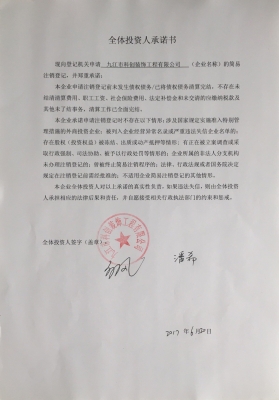 全体投资人承诺书
现向登记机关申请 九江市科创装饰工程有限公司 (企业名称)的简易
注销登记,并郑重承诺:
本企业申请注销登记前未发生债权债务/已将债权债务清算完结,不存在未
结清清算费用、职工工资、社会保险费用、法定补偿金和未交清的应缴纳税款及
其他未了结事务,清算工作已全面完结。
本企业承诺申请注销登记时不存在以下情形:涉及国家规定实施准入特别管
理措施的外商投资企业;被列入企业经营异常名录或严重违法失信企业名单的;
存在股权(投资权益)被冻结、出质或动产抵押等情形;有正在被立案调查或采
取行政强制、司法协助、被予以行政处罚等情形的;企业所属的非法人分支机构
未办理注销登记的;曾被终止简易注销程序的;法律、行政法规或者国务院决定
规定在注销登记前需经批准的;不适用企业简易注销登记的其他情形。
本企业全体投资人对以上承诺的真实性负责,如果违法失信,则由全体投资
人承担相应的法律后果和责任,并自愿接受相关行政执法部门的约束和惩戒。
全体投资人签字(盖章):
2017年6月20日